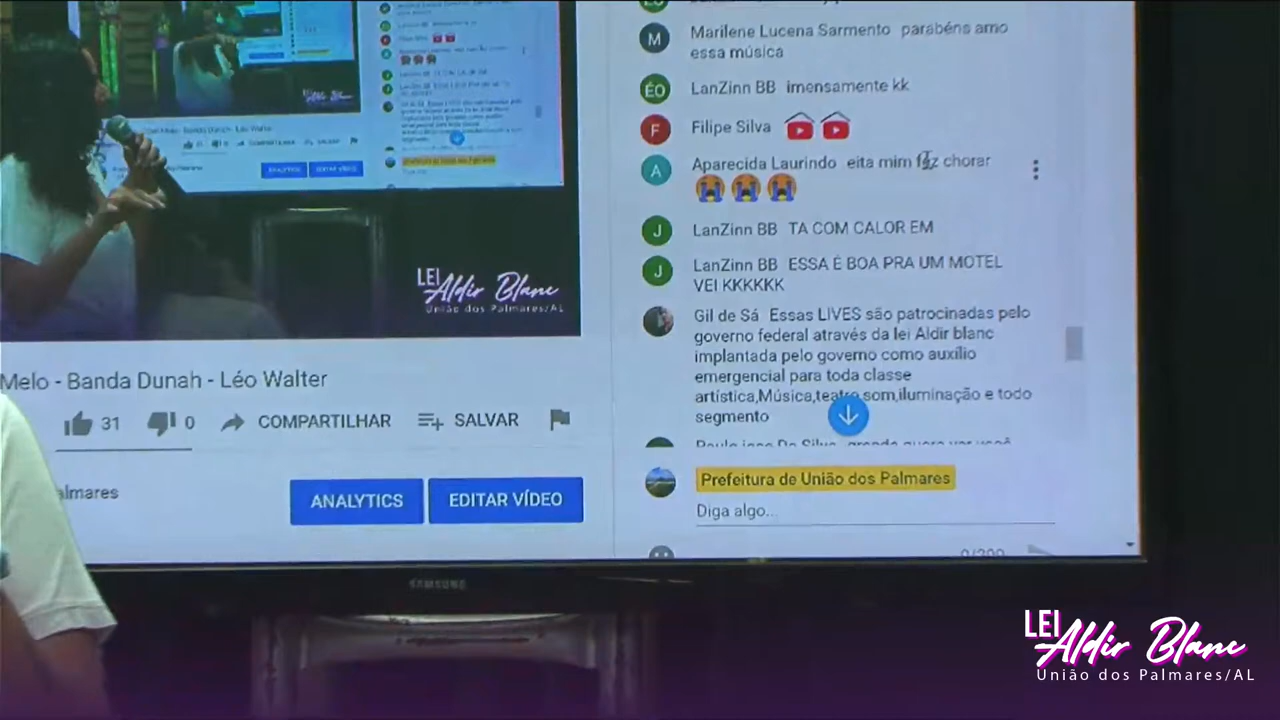 Marilene Lucena Sarmento parabéns amo
essa música
LanZinn BB imensamente kk
Filipe Silva
Aparecida Laurindo eita mim faz chorar
LanZinn BB TA COM CALOR EM
LanZinn BB ESSA É BOA PRA UM MOTEL
VEI KKKKKK
Gil de Sá Essas LIVES são patrocinadas pelo
governo federal através da lei Aldir blanc
implantada pelo governo como auxílio
emergencial para toda classe
artística,Música,teatro,som,iluminação e todo
segmento
Prefeitura de União dos Palmares
Diga algo...
LEI
Aldir Blanc
União dos Palmares/AL
Melo - Banda Dunah - Léo Walter
31 0 COMPARTILHAR SALVAR
almares
ANALYTICS EDITAR VÍDEO
SAMSUNG
LEI
Aldir Blanc
União dos Palmares/AL